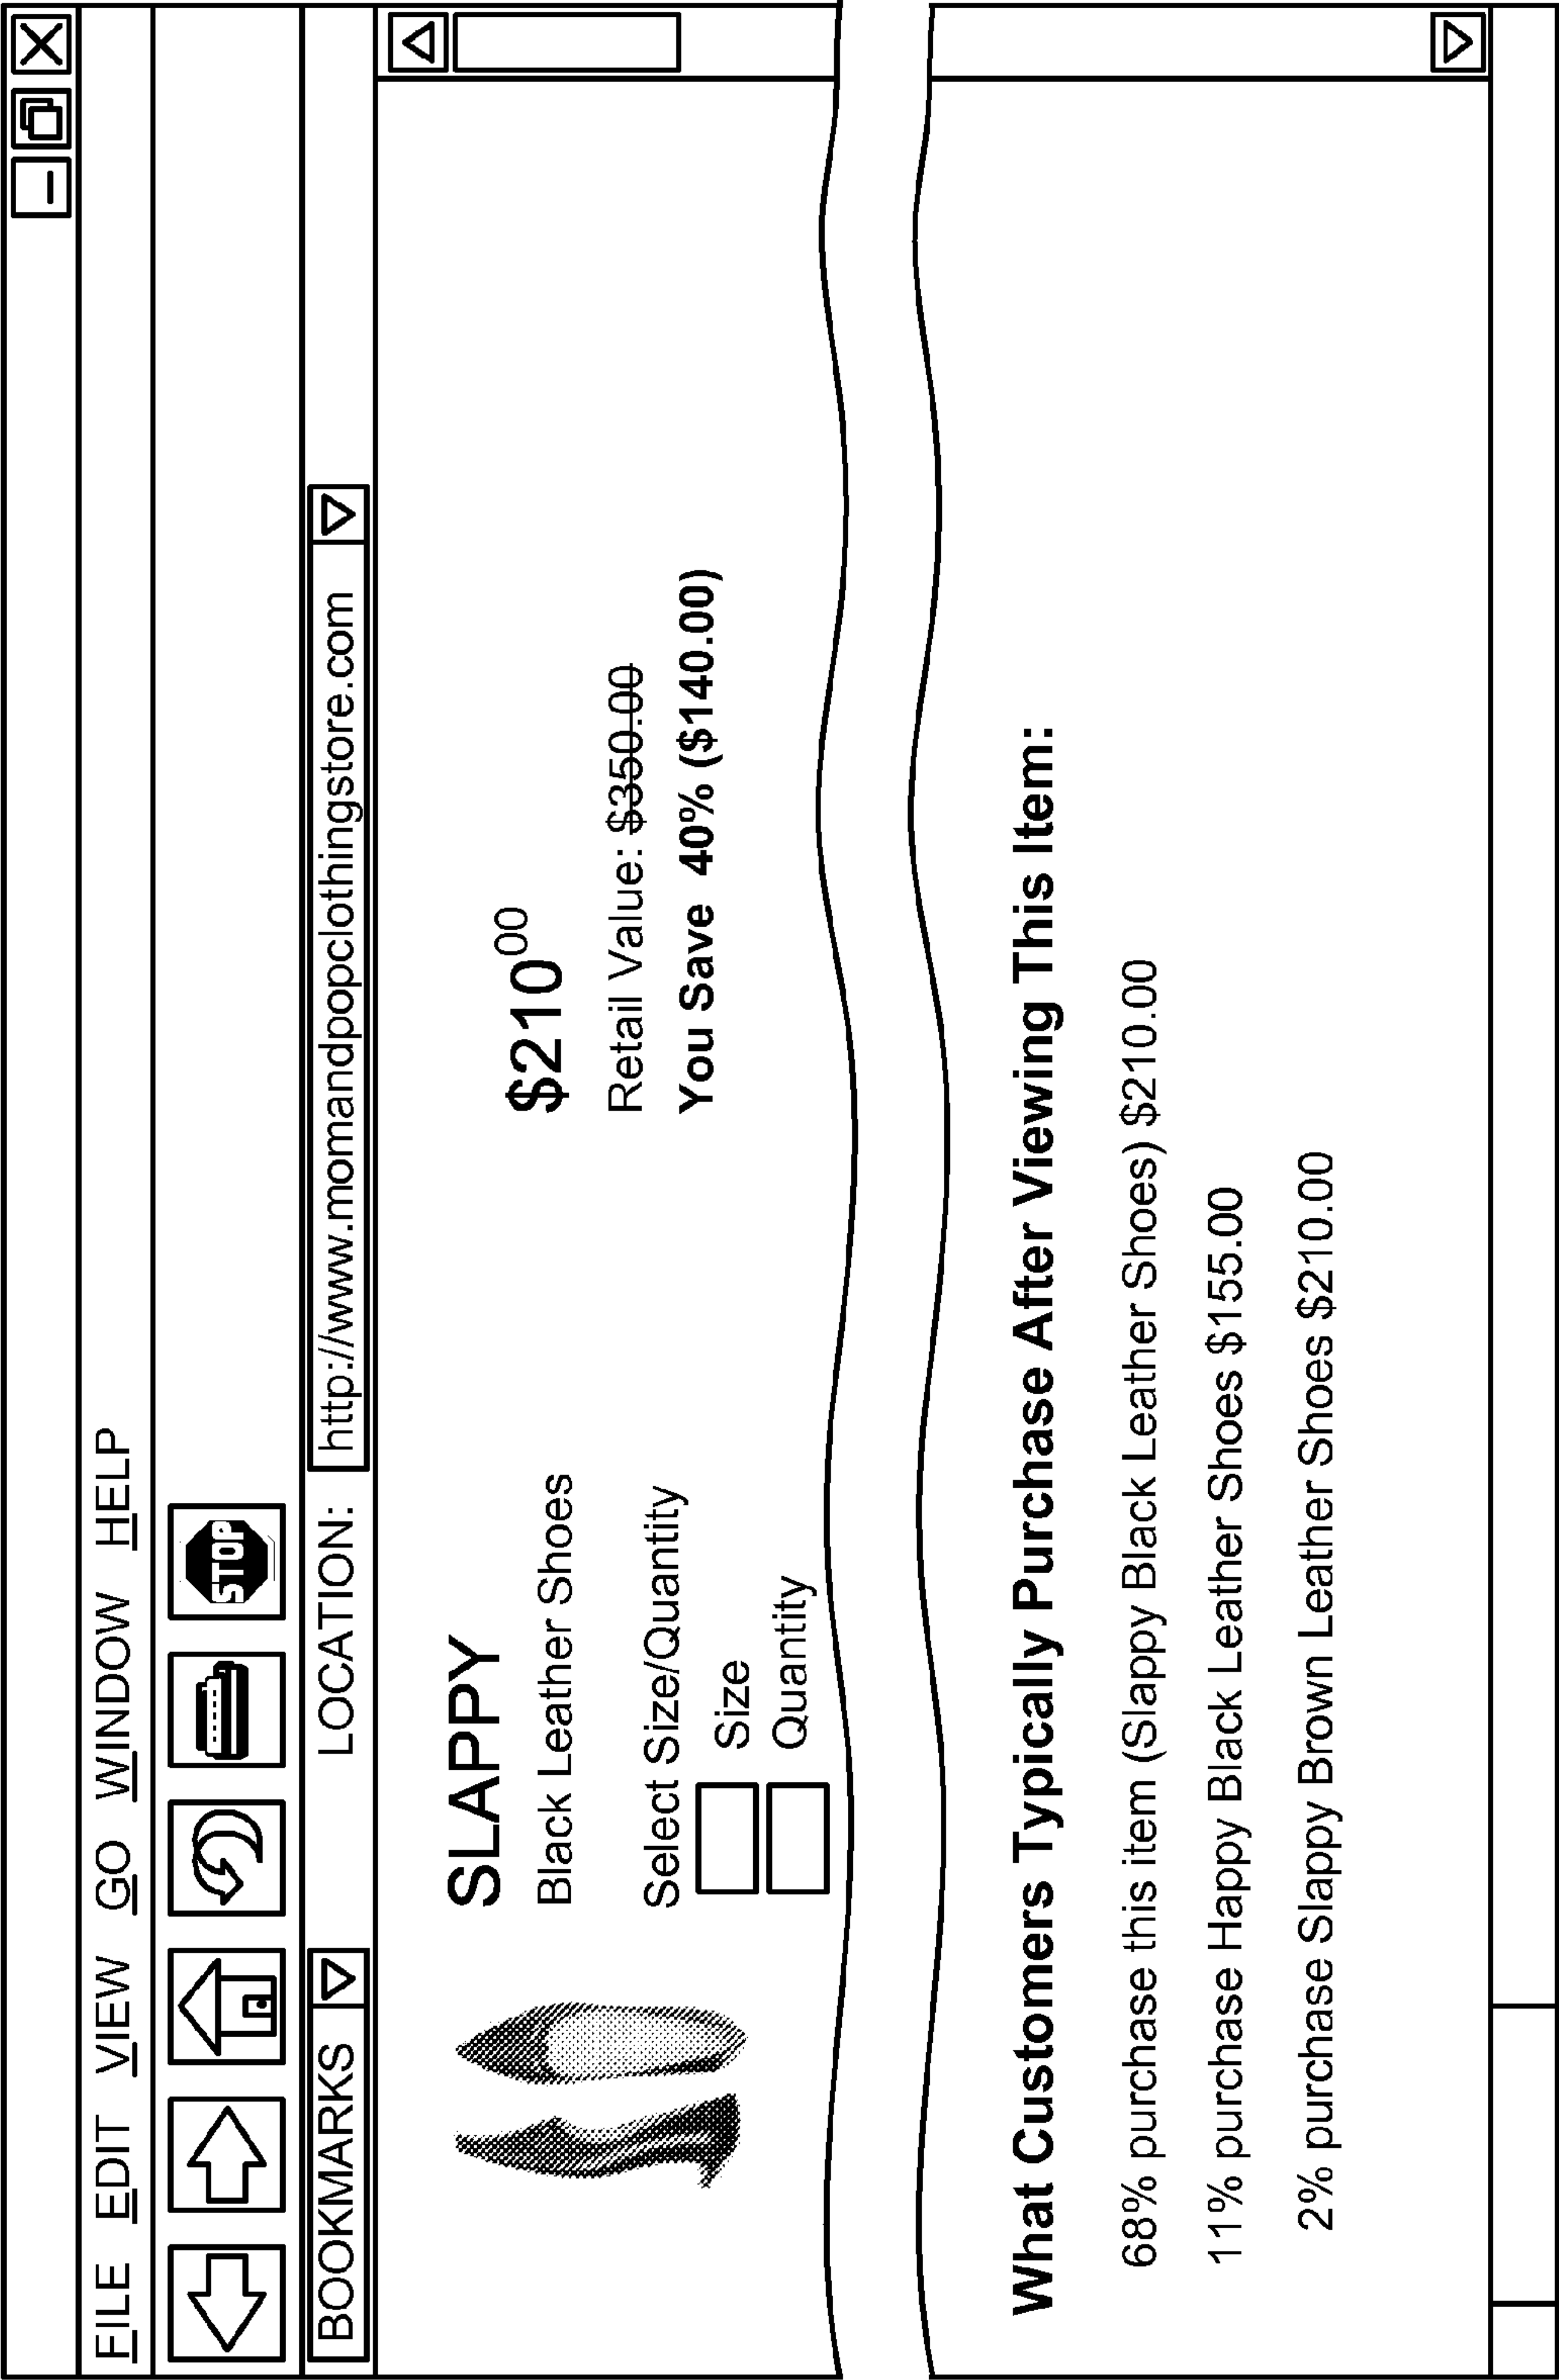 FILE EDIT VIEW GO WINDOW HELP
STOP
BOOKMARKS LOCATION: http://www.momandpopclothingstore.com
SLAPPY
Black Leather Shoes
Select Size/Quantity
Size
Quantity
$210.00
Retail Value: $350.00
You Save 40% ($140.00)
What Customers Typically Purchase After Viewing This Item:
68% purchase this item (Slappy Black Leather Shoes) $210.00
11% purchase Happy Black Leather Shoes $155.00
2% purchase Slappy Brown Leather Shoes $210.00